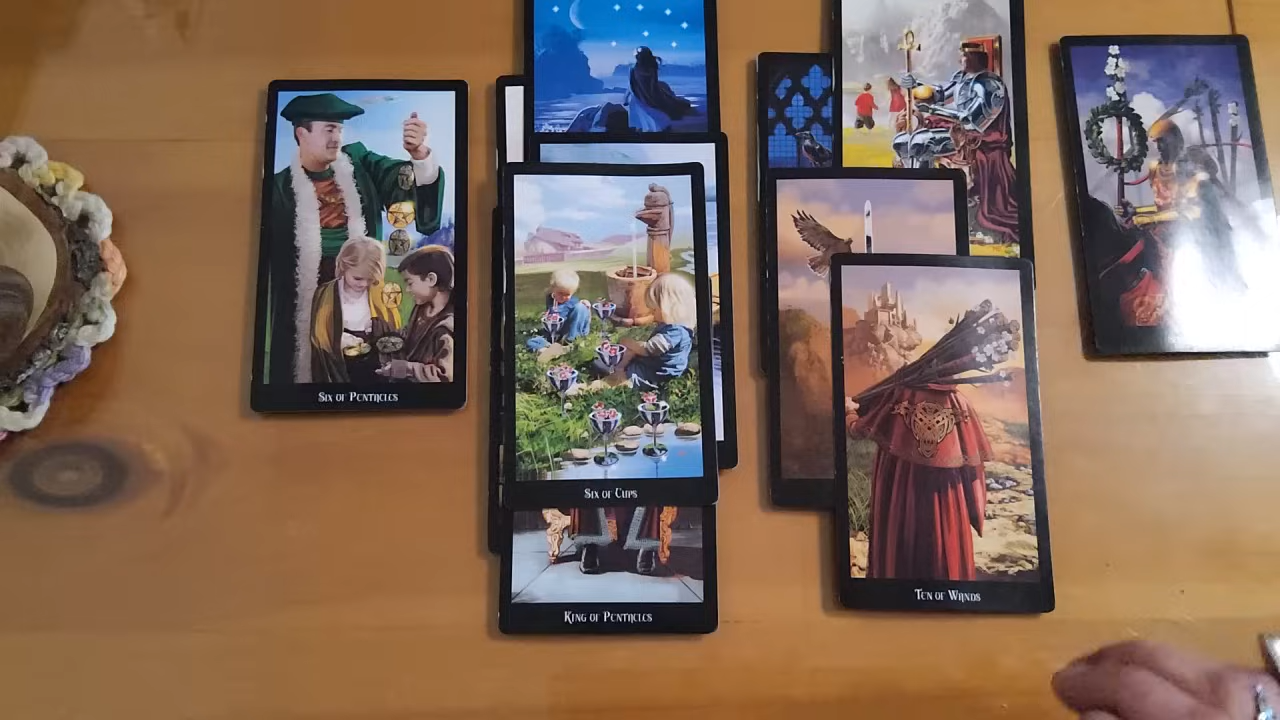 Six of Pentacles
Six of Cups
King of Pentacles
Ten of Wands